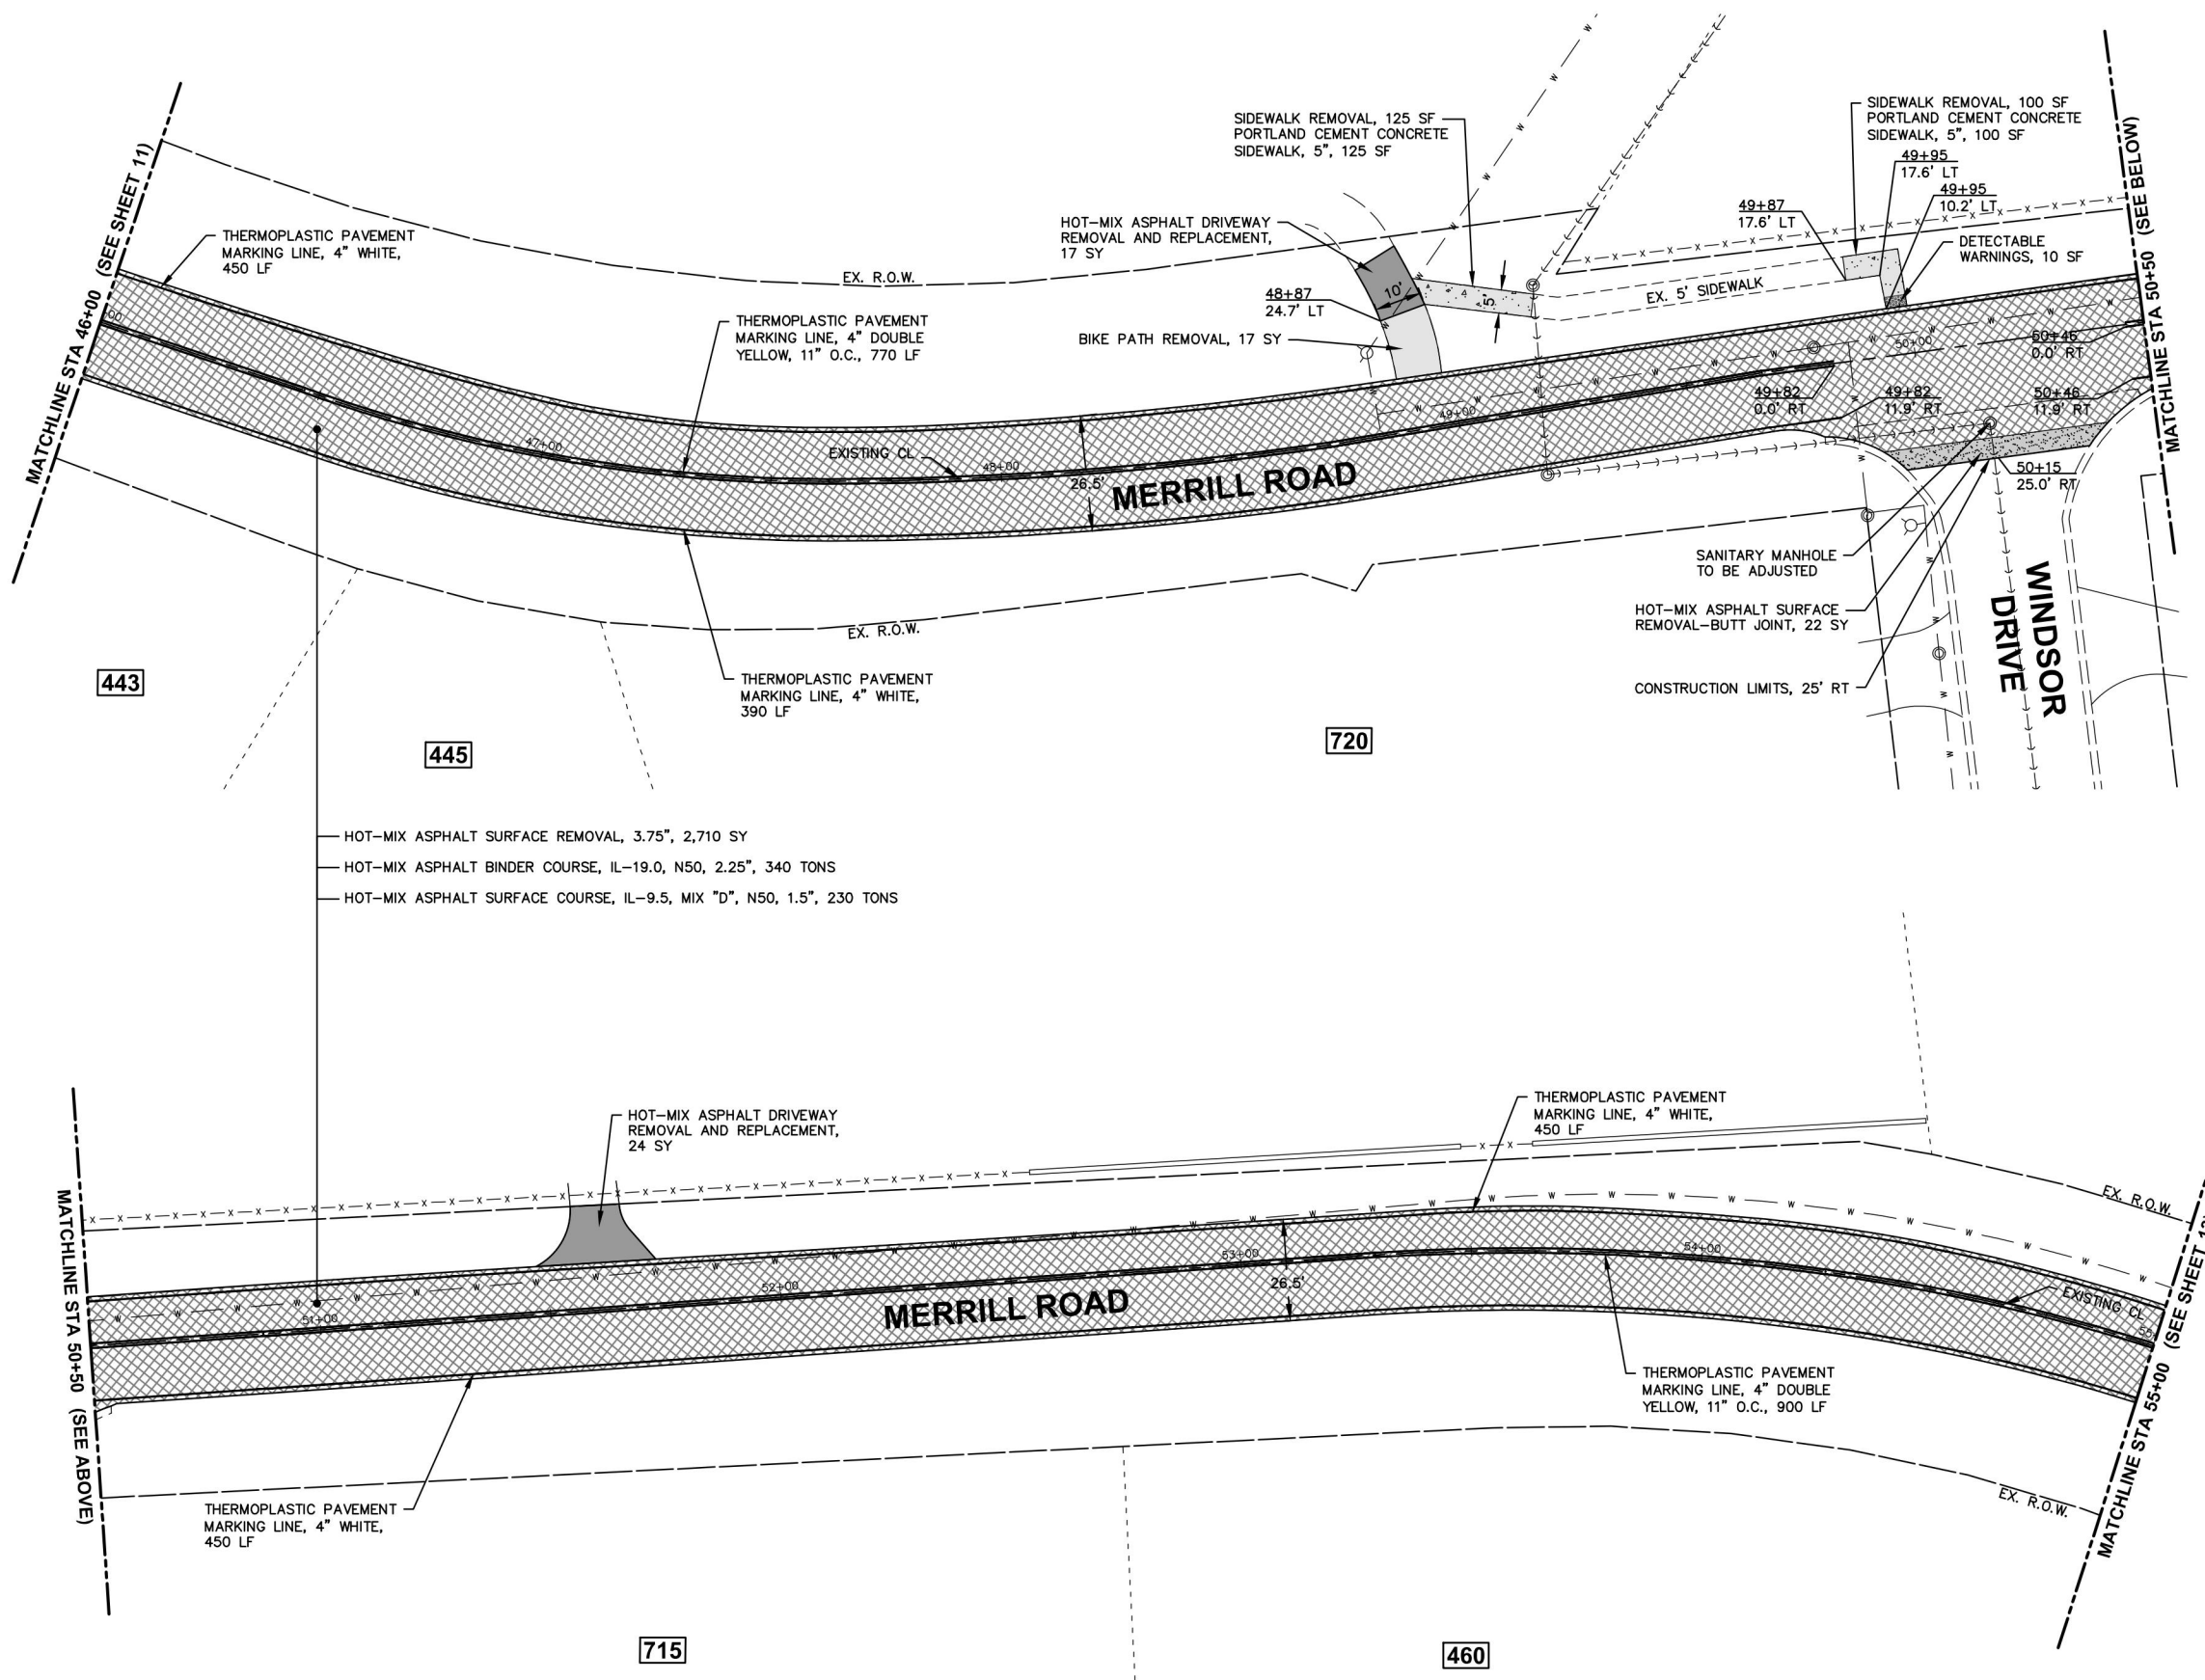 MATCHLINE STA 46+00 (SEE SHEET 11)
THERMOPLASTIC PAVEMENT
MARKING LINE, 4" WHITE,
450 LF
EX. R.O.W.
THERMOPLASTIC PAVEMENT
MARKING LINE, 4" DOUBLE
YELLOW, 11" O.C., 770 LF
47+00
EXISTING CL
48+00
26.5'
MERRILL ROAD
SIDEWALK REMOVAL, 125 SF
PORTLAND CEMENT CONCRETE
SIDEWALK, 5", 125 SF
HOT-MIX ASPHALT DRIVEWAY
REMOVAL AND REPLACEMENT,
17 SY
48+87
24.7' LT
10'
5'
BIKE PATH REMOVAL, 17 SY
49+00
EX. 5' SIDEWALK
SIDEWALK REMOVAL, 100 SF
PORTLAND CEMENT CONCRETE
SIDEWALK, 5", 100 SF
49+95
17.6' LT
49+95
10.2' LT
49+87
17.6' LT
DETECTABLE
WARNINGS, 10 SF
50+00
50+46
0.0' RT
49+82
0.0' RT
49+82
11.9' RT
50+46
11.9' RT
50+15
25.0' RT
MATCHLINE STA 50+50 (SEE BELOW)
SANITARY MANHOLE
TO BE ADJUSTED
HOT-MIX ASPHALT SURFACE
REMOVAL-BUTT JOINT, 22 SY
CONSTRUCTION LIMITS, 25' RT
WINDSOR
DRIVE
EX. R.O.W.
THERMOPLASTIC PAVEMENT
MARKING LINE, 4" WHITE,
390 LF
443
445
720
HOT-MIX ASPHALT SURFACE REMOVAL, 3.75", 2,710 SY
HOT-MIX ASPHALT BINDER COURSE, IL-19.0, N50, 2.25", 340 TONS
HOT-MIX ASPHALT SURFACE COURSE, IL-9.5, MIX "D", N50, 1.5", 230 TONS
MATCHLINE STA 50+50 (SEE ABOVE)
HOT-MIX ASPHALT DRIVEWAY
REMOVAL AND REPLACEMENT,
24 SY
THERMOPLASTIC PAVEMENT
MARKING LINE, 4" WHITE,
450 LF
51+00
52+00
53+00
54+00
26.5'
MERRILL ROAD
EXISTING CL
EX. R.O.W.
THERMOPLASTIC PAVEMENT
MARKING LINE, 4" DOUBLE
YELLOW, 11" O.C., 900 LF
THERMOPLASTIC PAVEMENT
MARKING LINE, 4" WHITE,
450 LF
EX. R.O.W.
MATCHLINE STA 55+00 (SEE SHEET
715
460